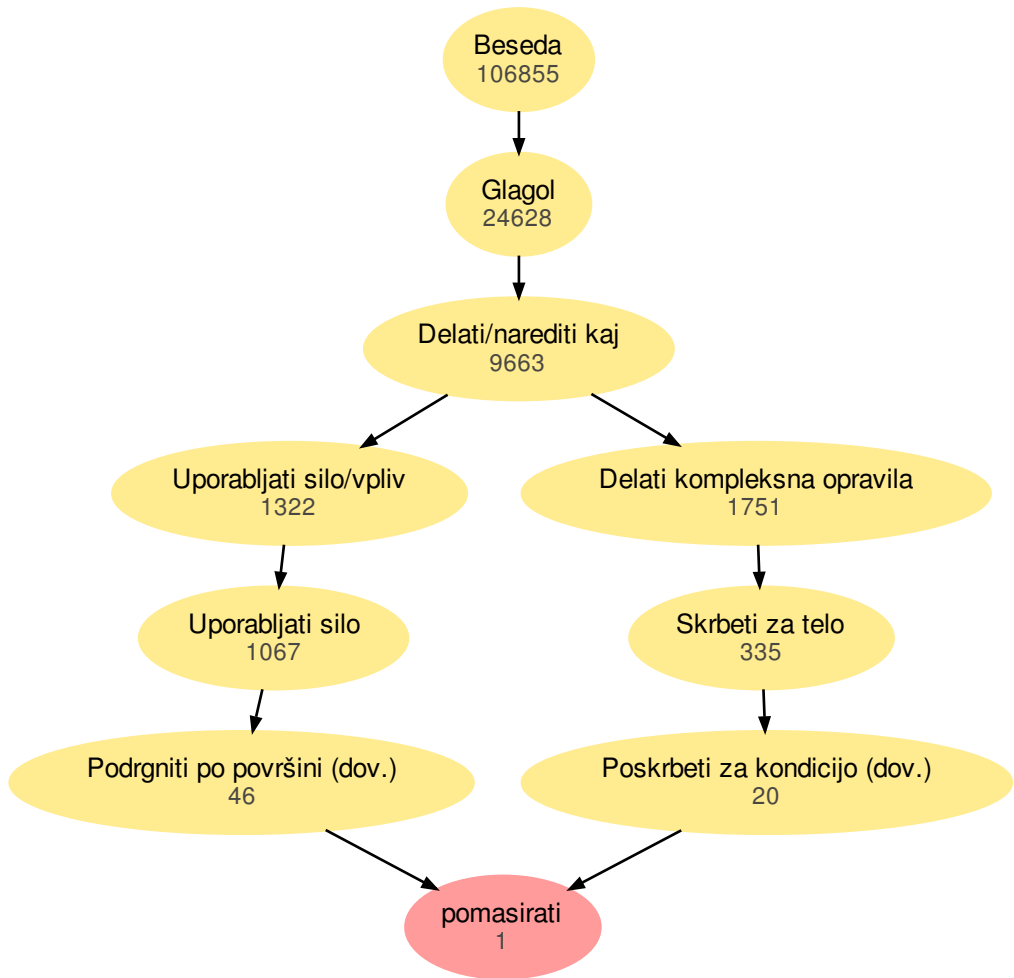 Beseda
106855
Glagol
24628
Delati/narediti kaj
9663
Uporabljati silo/vpliv
1322
Delati kompleksna opravila
1751
Uporabljati silo
1067
Skrbeti za telo
335
Podrgniti po površini (dov.)
46
Poskrbeti za kondicijo (dov.)
20
pomasirati
1